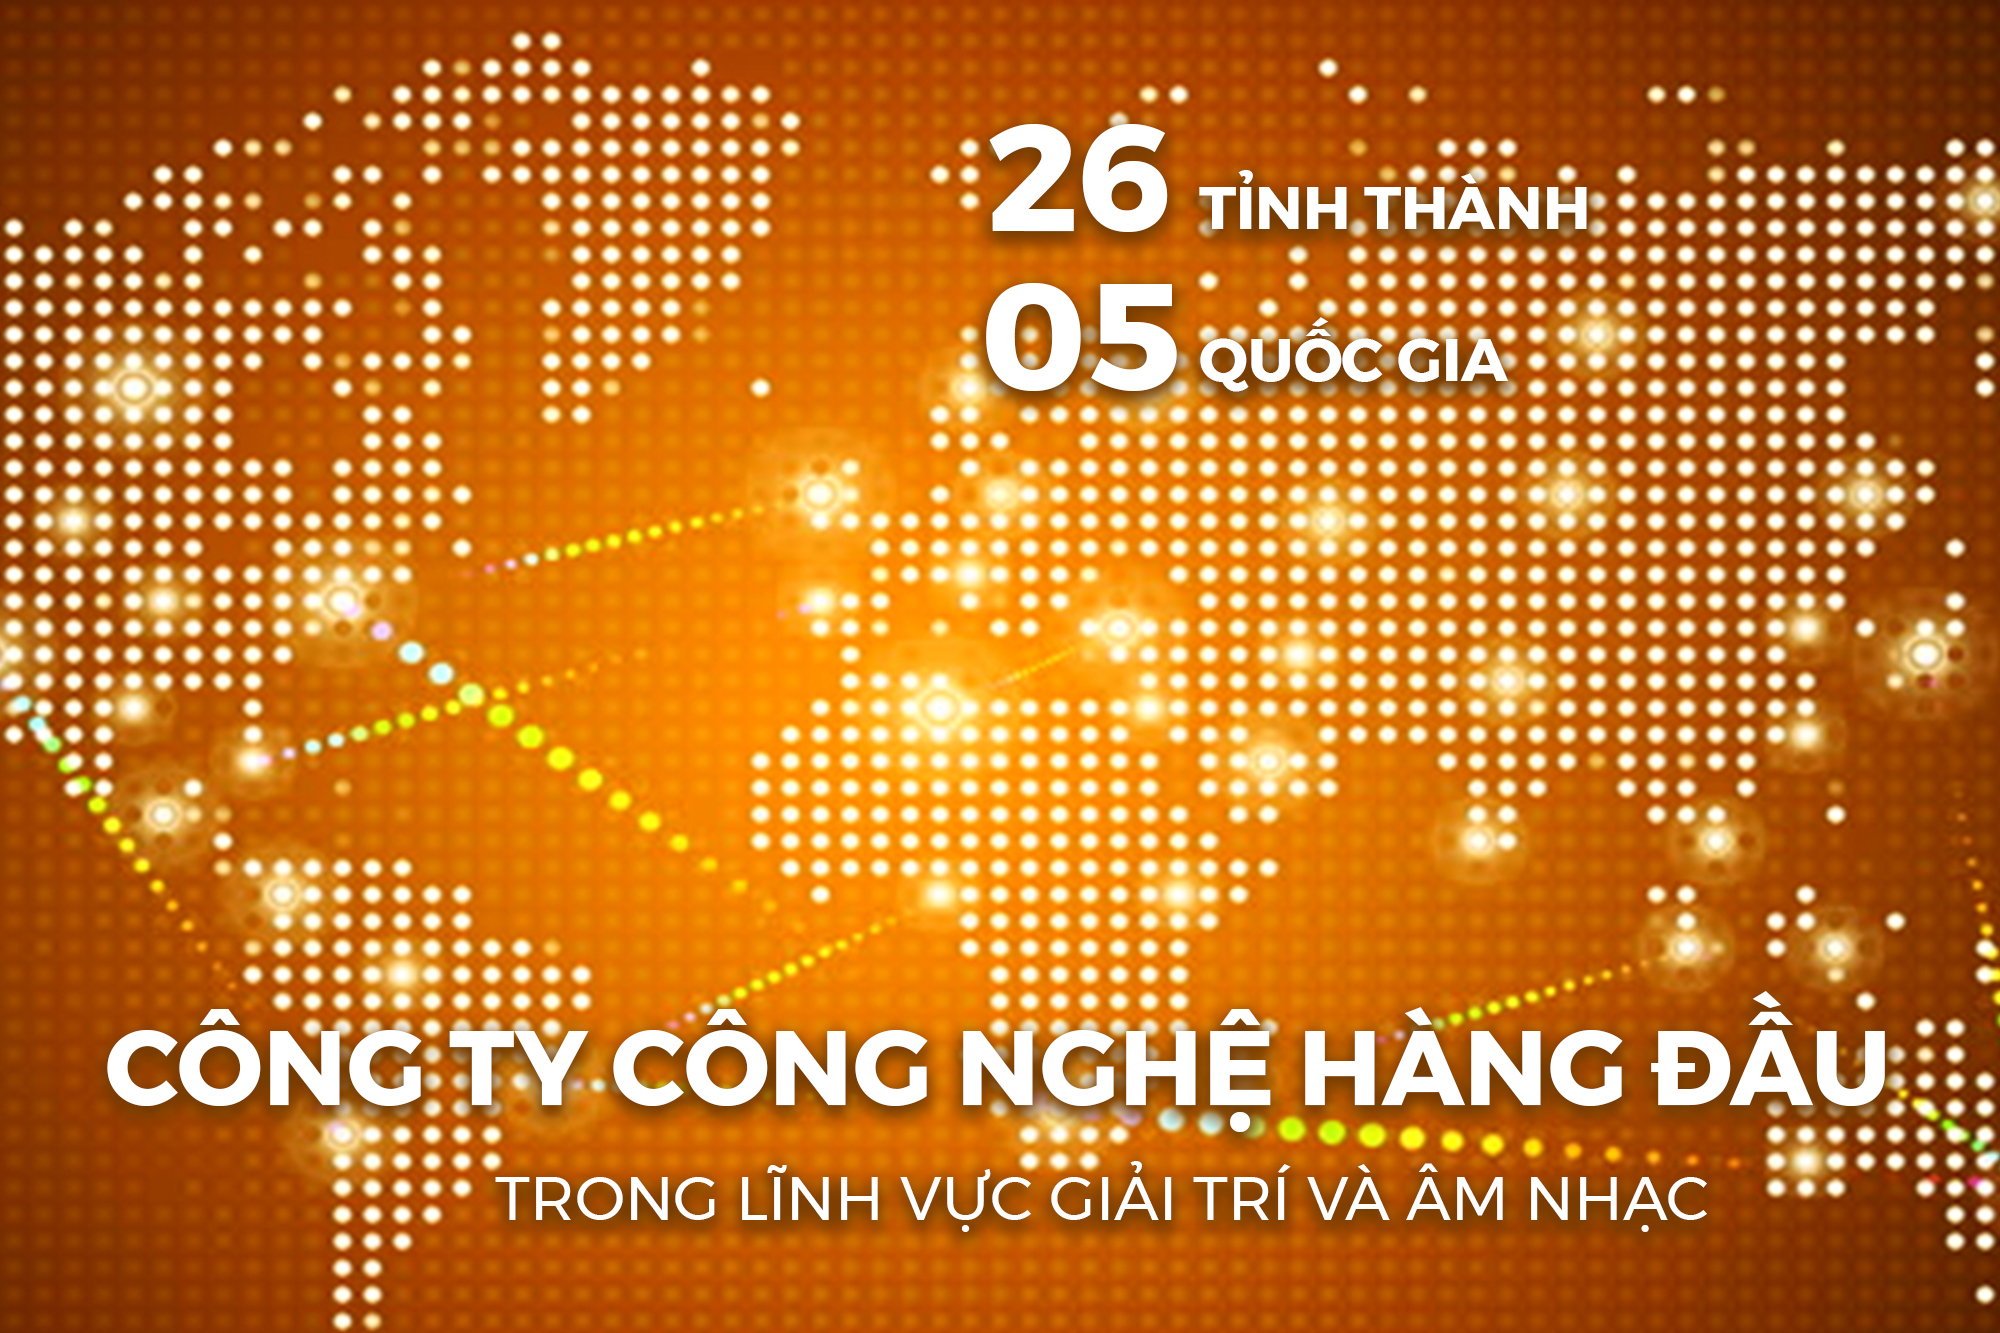 26 TỈNH THÀNH
05 QUỐC GIA
CÔNG TY CÔNG NGHỆ HÀNG ĐẦU
TRONG LĨNH VỰC GIẢI TRÍ VÀ ÂM NHẠC